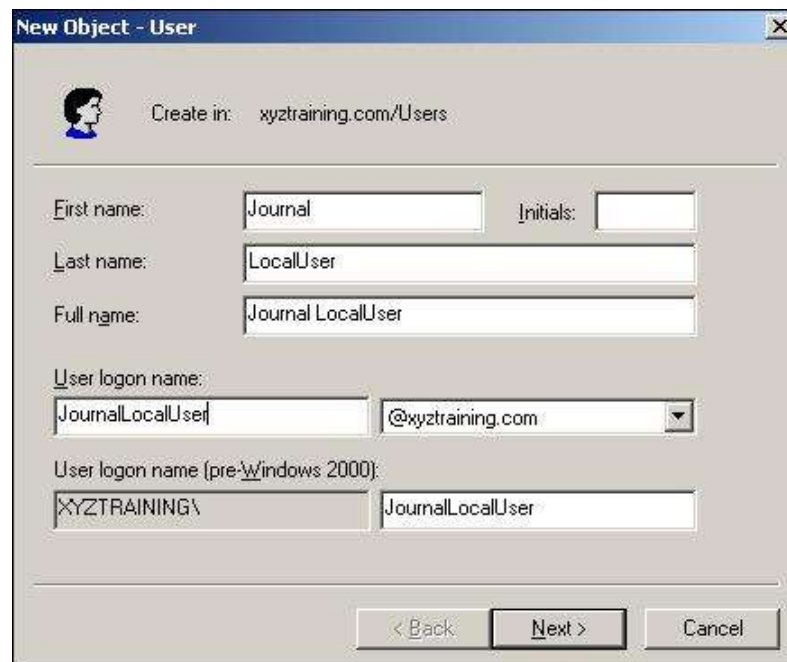 New Object - User
Create in: xyztraining.com/Users
First name: Journal Initials:
Last name: LocalUser
Full name: Journal LocalUser
User logon name:
JournalLocalUser @xyztraining.com
User logon name (pre-Windows 2000):
XYZTRAINING\ JournalLocalUser
< Back Next > Cancel